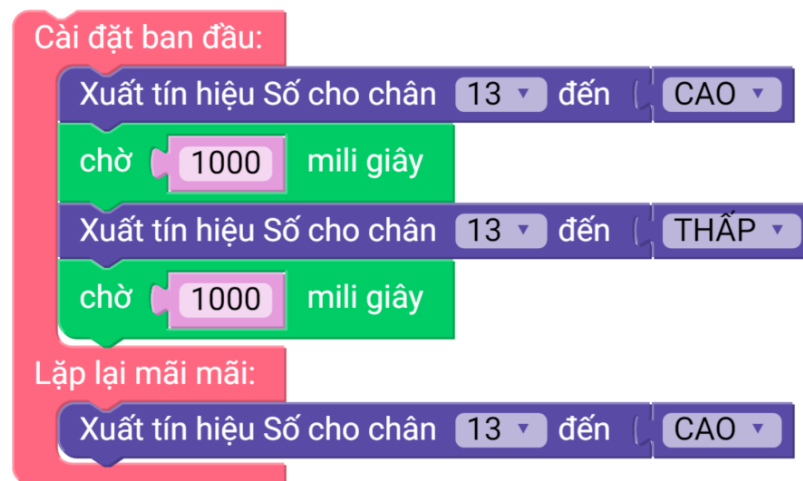 Cài đặt ban đầu:
Xuất tín hiệu Số cho chân 13 đến CAO
chờ 1000 mili giây
Xuất tín hiệu Số cho chân 13 đến THẤP
chờ 1000 mili giây
Lặp lại mãi mãi:
Xuất tín hiệu Số cho chân 13 đến CAO